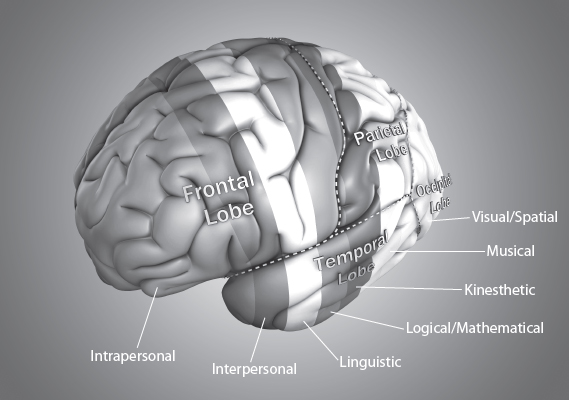 Parietal
Lobe
Frontal
Lobe
Occipital
Lobe
Temporal
Lobe
Visual/Spatial
Musical
Kinesthetic
Logical/Mathematical
Linguistic
Interpersonal
Intrapersonal